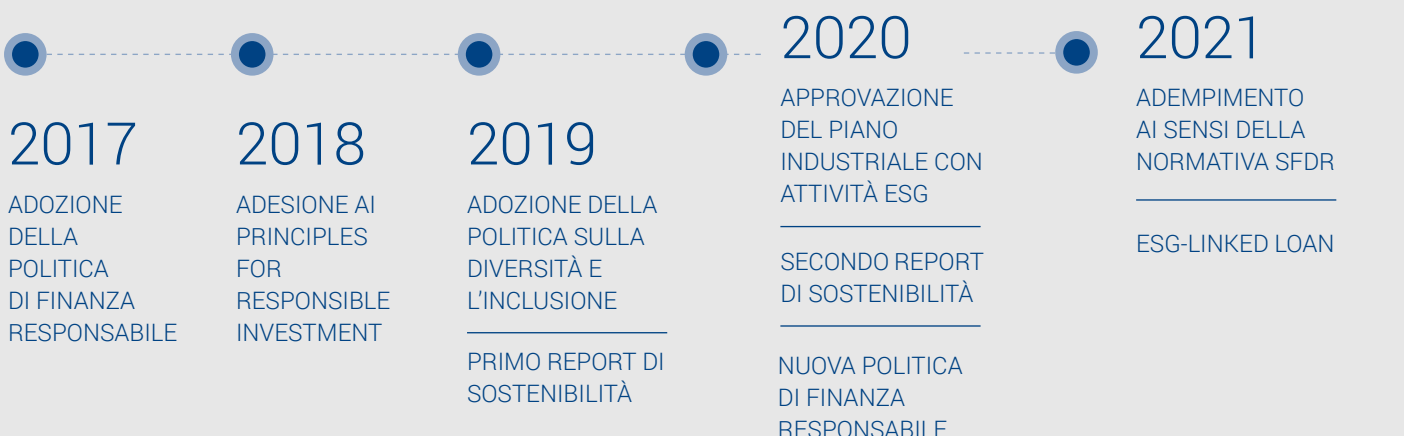 2017
ADOZIONE
DELLA
POLITICA
DI FINANZA
RESPONSABILE
2018
ADESIONE AI
PRINCIPLES
FOR
RESPONSIBLE
INVESTMENT
2019
ADOZIONE DELLA
POLITICA SULLA
DIVERSITÀ E
L'INCLUSIONE
PRIMO REPORT DI
SOSTENIBILITÀ
2020
APPROVAZIONE
DEL PIANO
INDUSTRIALE CON
ATTIVITÀ ESG
SECONDO REPORT
DI SOSTENIBILITÀ
NUOVA POLITICA
DI FINANZA
RESPONSABILE
2021
ADEMPIMENTO
AI SENSI DELLA
NORMATIVA SFDR
ESG-LINKED LOAN